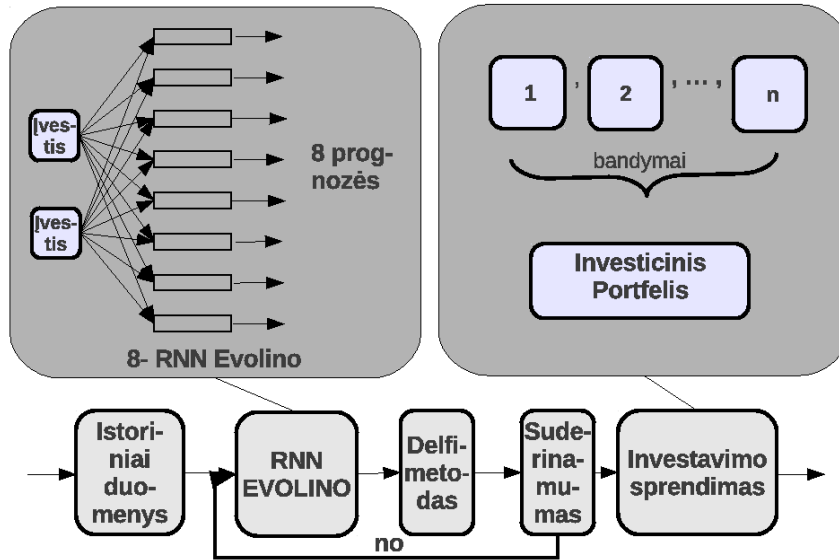 Įves-
tis
Įves-
tis
8 prog-
nozės
8- RNN Evolino
1 , 2 , ... , n
bandymai
Investicinis
Portfelis
Istori-
niai
duo-
menys
RNN
EVOLINO
Delfi-
meto-
das
Sude-
rina-
mu-
mas
Investavimo
sprendimas
no